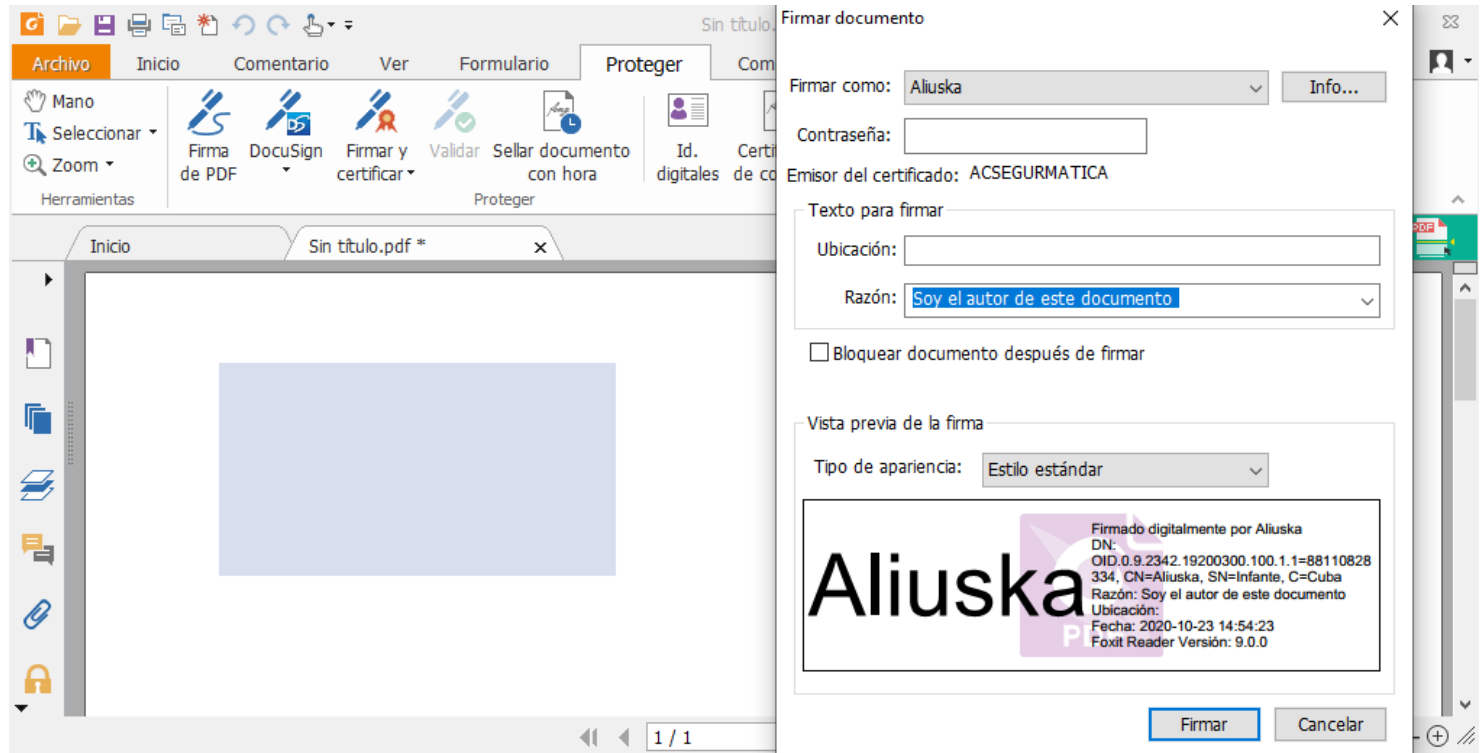 Sin título.
Archivo Inicio Comentario Ver Formulario Proteger Com
Mano
Seleccionar
Zoom
Herramientas
Firma de PDF
DocuSign
Firmar y certificar
Validar
Sellar documento con hora
Id. digitales
Certi
de co
Proteger
Inicio
Sin título.pdf *
1 / 1
Firmar documento
Firmar como: Aliuska Info...
Contraseña:
Emisor del certificado: ACSEGURMATICA
Texto para firmar
Ubicación:
Razón: Soy el autor de este documento
Bloquear documento después de firmar
Vista previa de la firma
Tipo de apariencia: Estilo estándar
Aliuska
Firmado digitalmente por Aliuska
DN:
OID.0.9.2342.19200300.100.1.1=88110828
334, CN=Aliuska, SN=Infante, C=Cuba
Razón: Soy el autor de este documento
Ubicación:
Fecha: 2020-10-23 14:54:23
Foxit Reader Versión: 9.0.0
PD
Firmar Cancelar
PDF